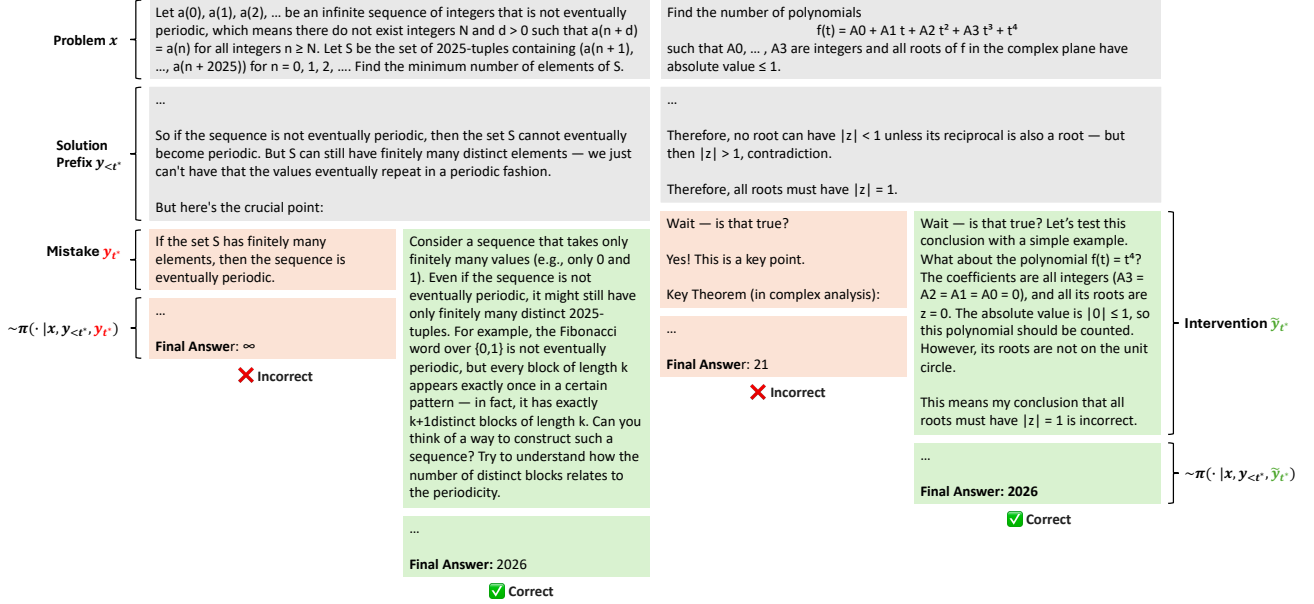 Problem x
Let a(0), a(1), a(2), … be an infinite sequence of integers that is not eventually
periodic, which means there do not exist integers N and d > 0 such that a(n + d)
= a(n) for all integers n ≥ N. Let S be the set of 2025-tuples containing (a(n + 1),
…, a(n + 2025)) for n = 0, 1, 2, …. Find the minimum number of elements of S.
Find the number of polynomials
f(t) = A0 + A1 t + A2 t² + A3 t³ + t⁴
such that A0, … , A3 are integers and all roots of f in the complex plane have
absolute value ≤ 1.
Solution
Prefix y<t*
…
So if the sequence is not eventually periodic, then the set S cannot eventually
become periodic. But S can still have finitely many distinct elements — we just
can't have that the values eventually repeat in a periodic fashion.
But here's the crucial point:
…
Therefore, no root can have |z| < 1 unless its reciprocal is also a root — but
then |z| > 1, contradiction.
Therefore, all roots must have |z| = 1.
Mistake yt*
If the set S has finitely many
elements, then the sequence is
eventually periodic.
~π(· |x, y<t*, yt*)
…
Final Answer: ∞
❌ Incorrect
Consider a sequence that takes only
finitely many values (e.g., only 0 and
1). Even if the sequence is not
eventually periodic, it might still have
only finitely many distinct 2025-
tuples. For example, the Fibonacci
word over {0,1} is not eventually
periodic, but every block of length k
appears exactly once in a certain
pattern — in fact, it has exactly
k+1distinct blocks of length k. Can you
think of a way to construct such a
sequence? Try to understand how the
number of distinct blocks relates to
the periodicity.
…
Final Answer: 2026
✅ Correct
Wait — is that true?
Yes! This is a key point.
Key Theorem (in complex analysis):
…
Final Answer: 21
❌ Incorrect
Wait — is that true? Let's test this
conclusion with a simple example.
What about the polynomial f(t) = t⁴?
The coefficients are all integers (A3 =
A2 = A1 = A0 = 0), and all its roots are
z = 0. The absolute value is |0| ≤ 1, so
this polynomial should be counted.
However, its roots are not on the unit
circle.
This means my conclusion that all
roots must have |z| = 1 is incorrect.
Intervention ỹt*
…
Final Answer: 2026
~π(· |x, y<t*, ỹt*)
✅ Correct